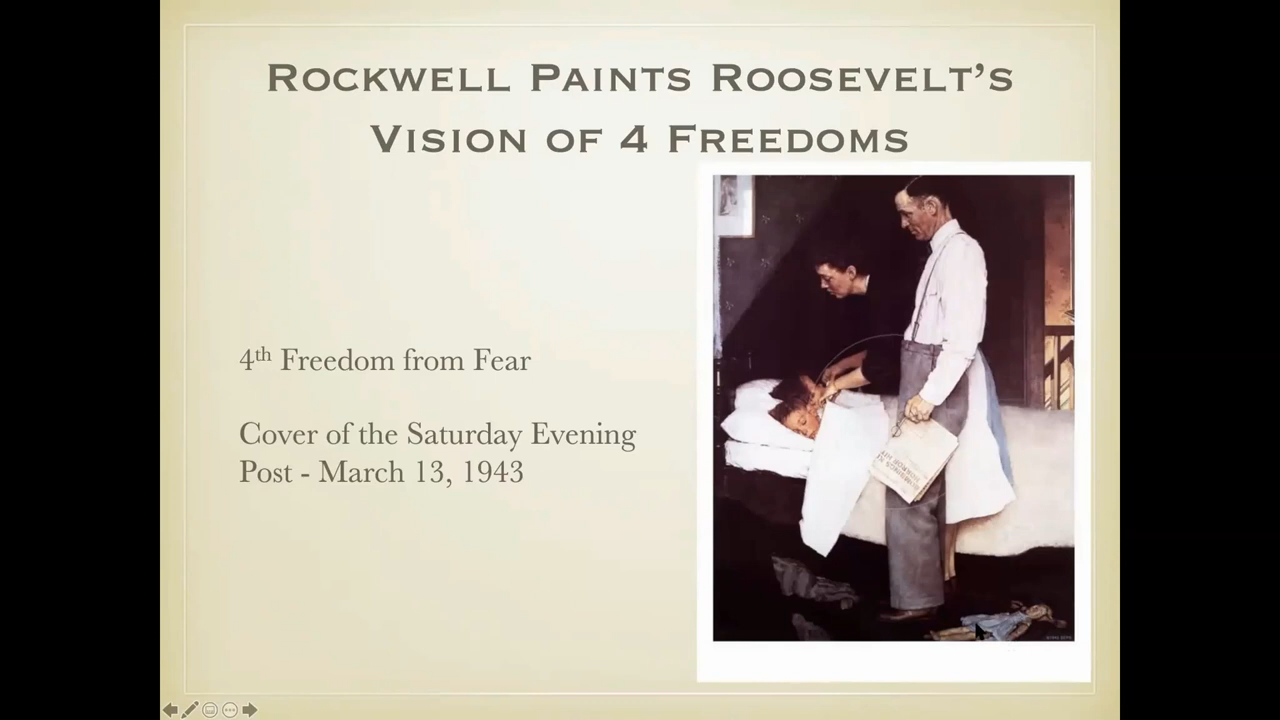 Rockwell Paints Roosevelt's
Vision of 4 Freedoms
4th Freedom from Fear
Cover of the Saturday Evening
Post - March 13, 1943